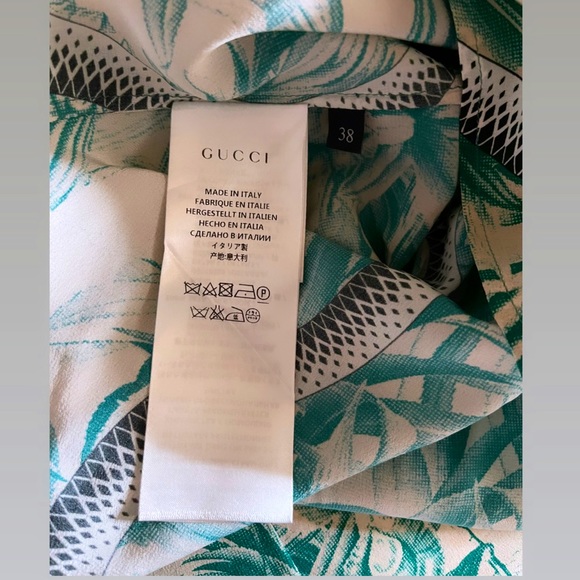 GUCCI
38
MADE IN ITALY
FABRIQUE EN ITALIE
HERGESTELLT IN ITALIEN
HECHO EN ITALIA
СДЕЛАНО В ИТАЛИИ
イタリア製
产地:意大利
P